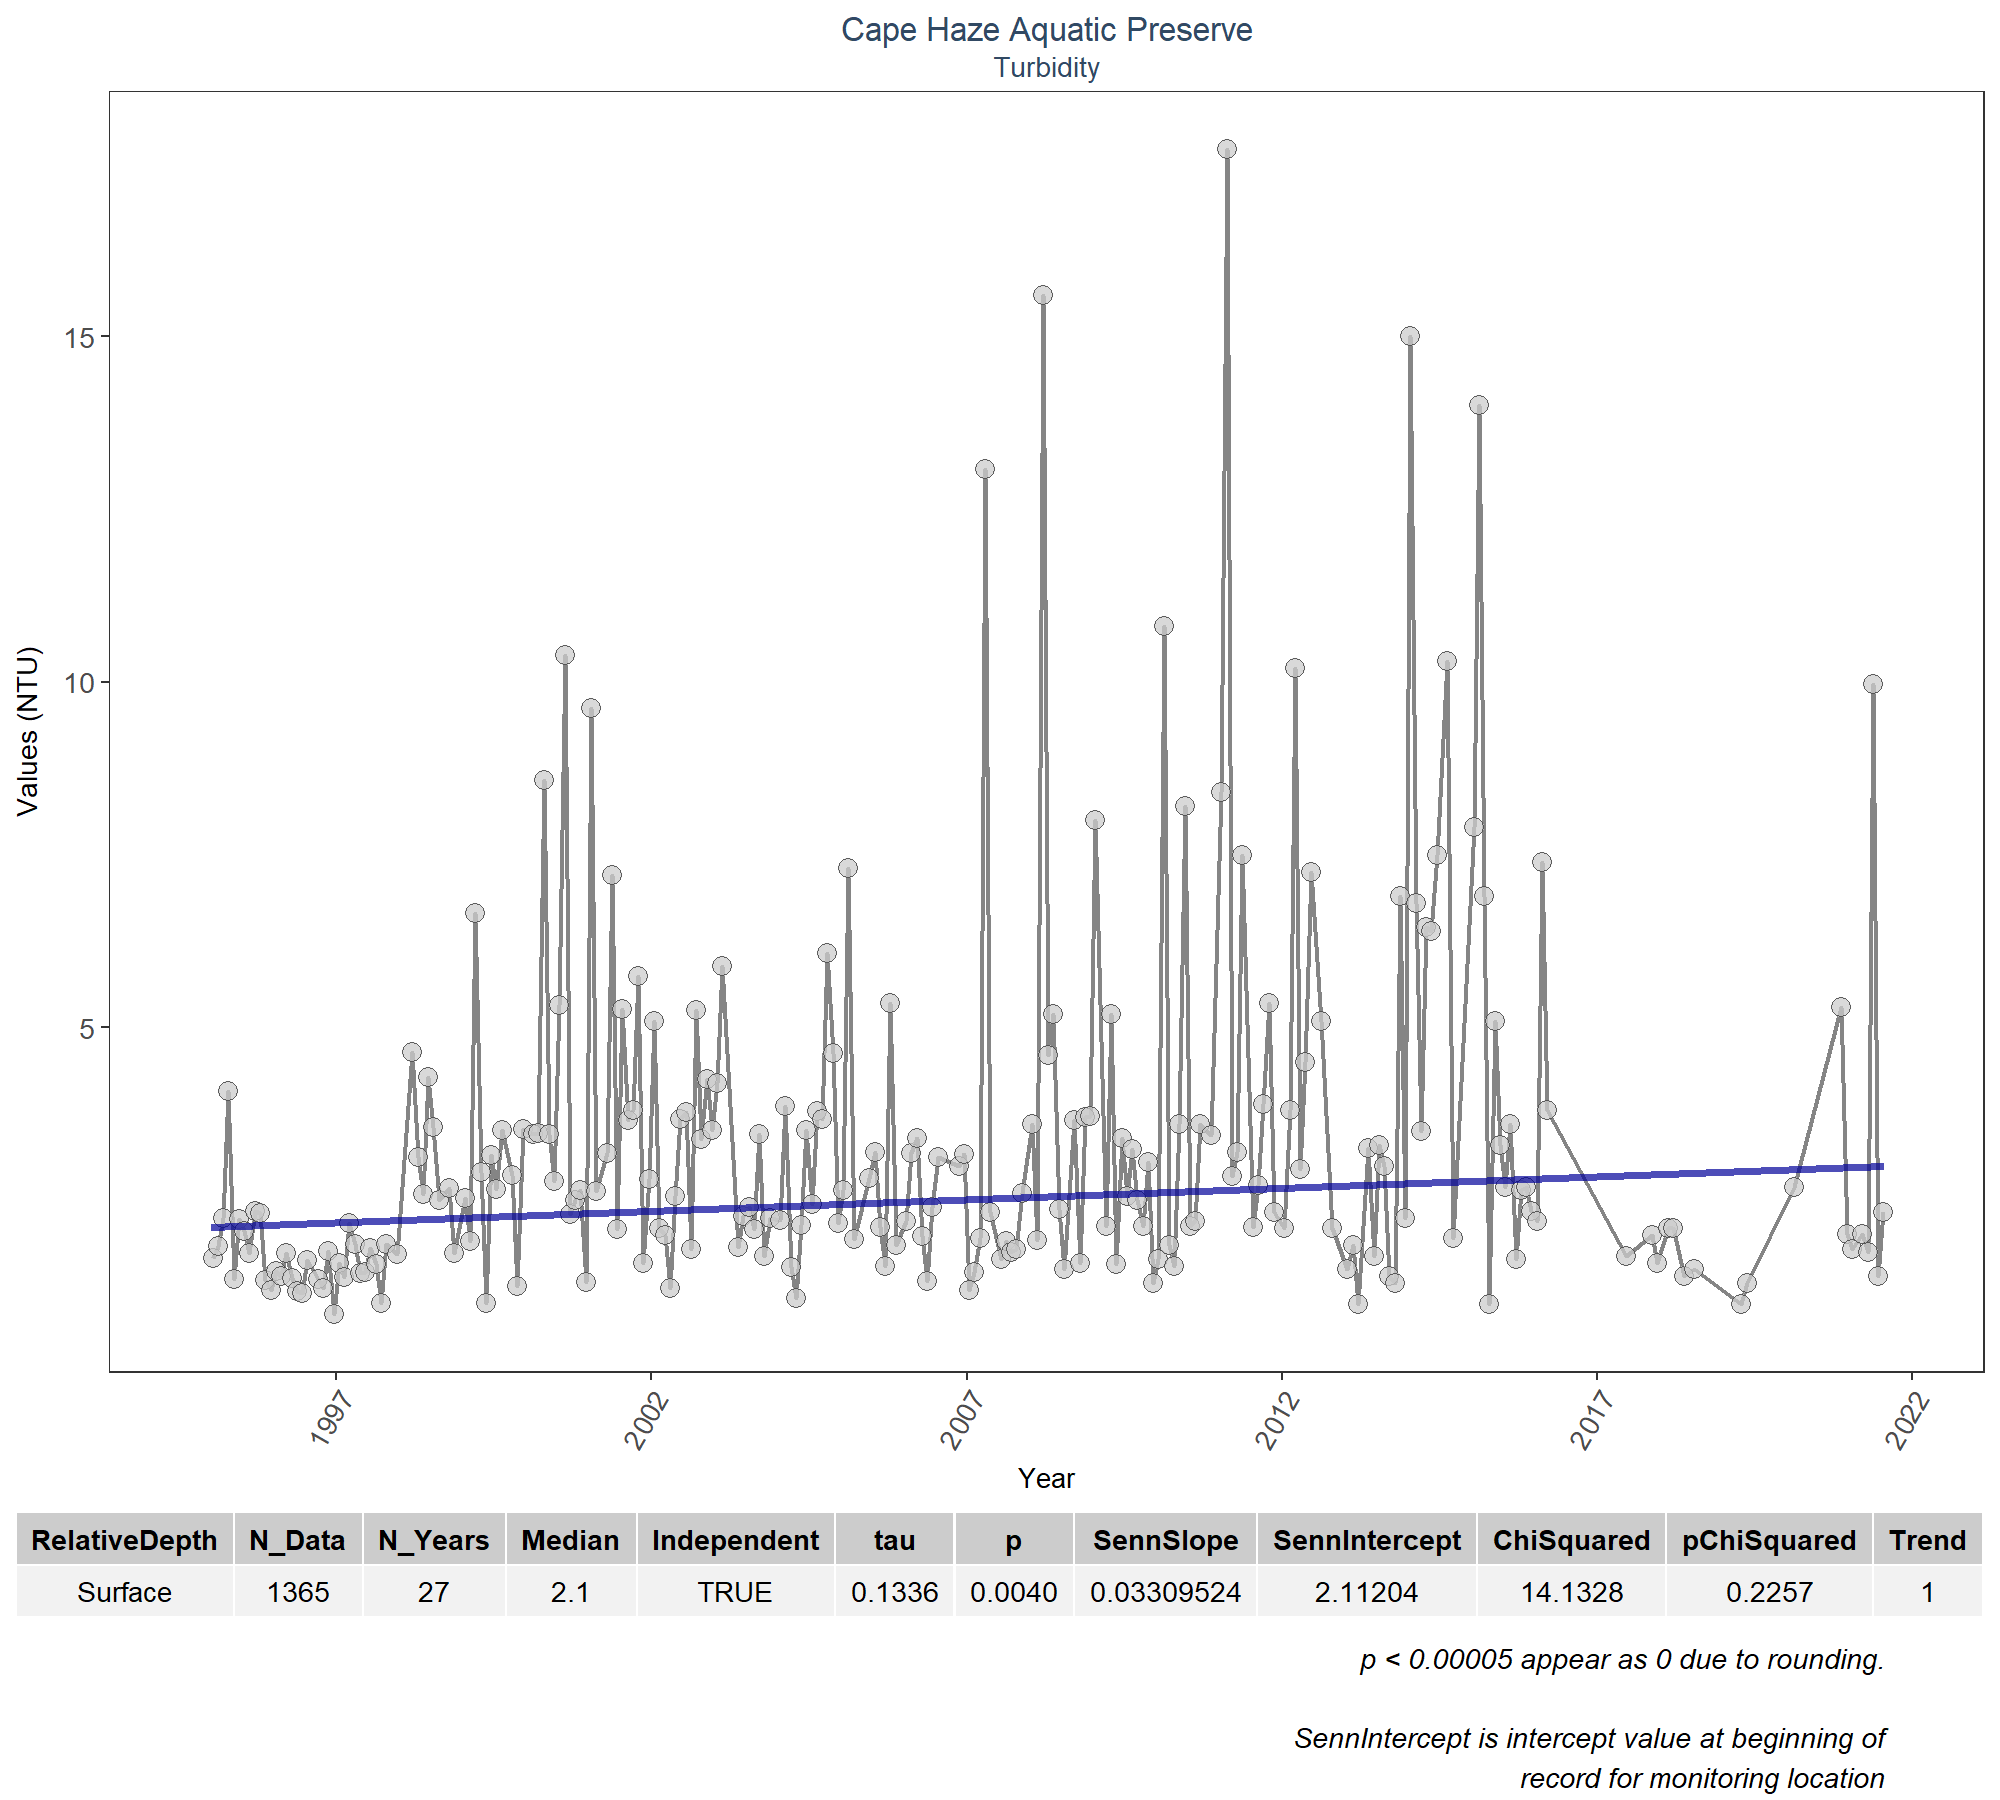 Cape Haze Aquatic Preserve
Turbidity
Values (NTU)
15
10
5
1997 2002 2007 2012 2017 2022
Year
RelativeDepth N_Data N_Years Median Independent tau p SennSlope SennIntercept ChiSquared pChiSquared Trend
Surface 1365 27 2.1 TRUE 0.1336 0.0040 0.03309524 2.11204 14.1328 0.2257 1
p < 0.00005 appear as 0 due to rounding.
SennIntercept is intercept value at beginning of
record for monitoring location